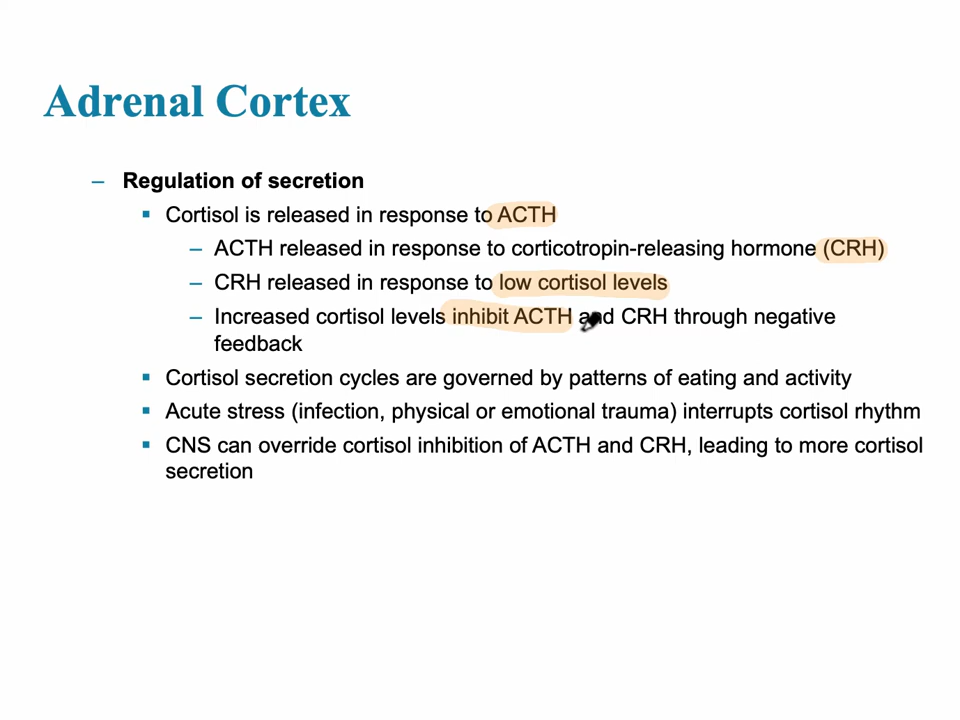 Adrenal Cortex
– Regulation of secretion
▪ Cortisol is released in response to ACTH
– ACTH released in response to corticotropin-releasing hormone (CRH)
– CRH released in response to low cortisol levels
– Increased cortisol levels inhibit ACTH and CRH through negative
feedback
▪ Cortisol secretion cycles are governed by patterns of eating and activity
▪ Acute stress (infection, physical or emotional trauma) interrupts cortisol rhythm
▪ CNS can override cortisol inhibition of ACTH and CRH, leading to more cortisol
secretion